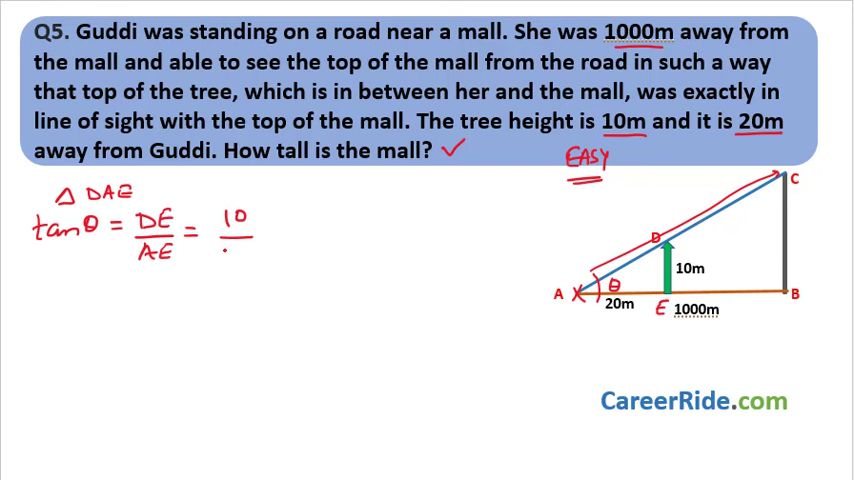 Q5. Guddi was standing on a road near a mall. She was 1000m away from
the mall and able to see the top of the mall from the road in such a way
that top of the tree, which is in between her and the mall, was exactly in
line of sight with the top of the mall. The tree height is 10m and it is 20m
away from Guddi. How tall is the mall?
EASY
△ DAE
tanθ = DE/AE = 10/
C
D
10m
A
θ
B
20m
E
1000m
CareerRide.com